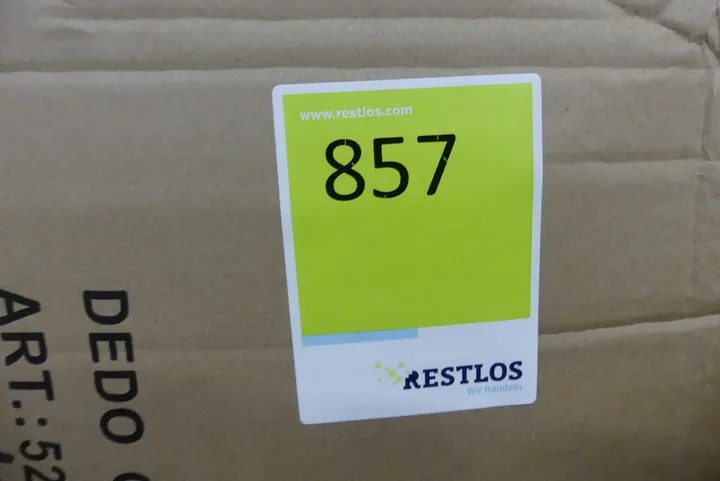 www.restlos.com
857
RESTLOS
Wir handeln
DEDO
ART.:52